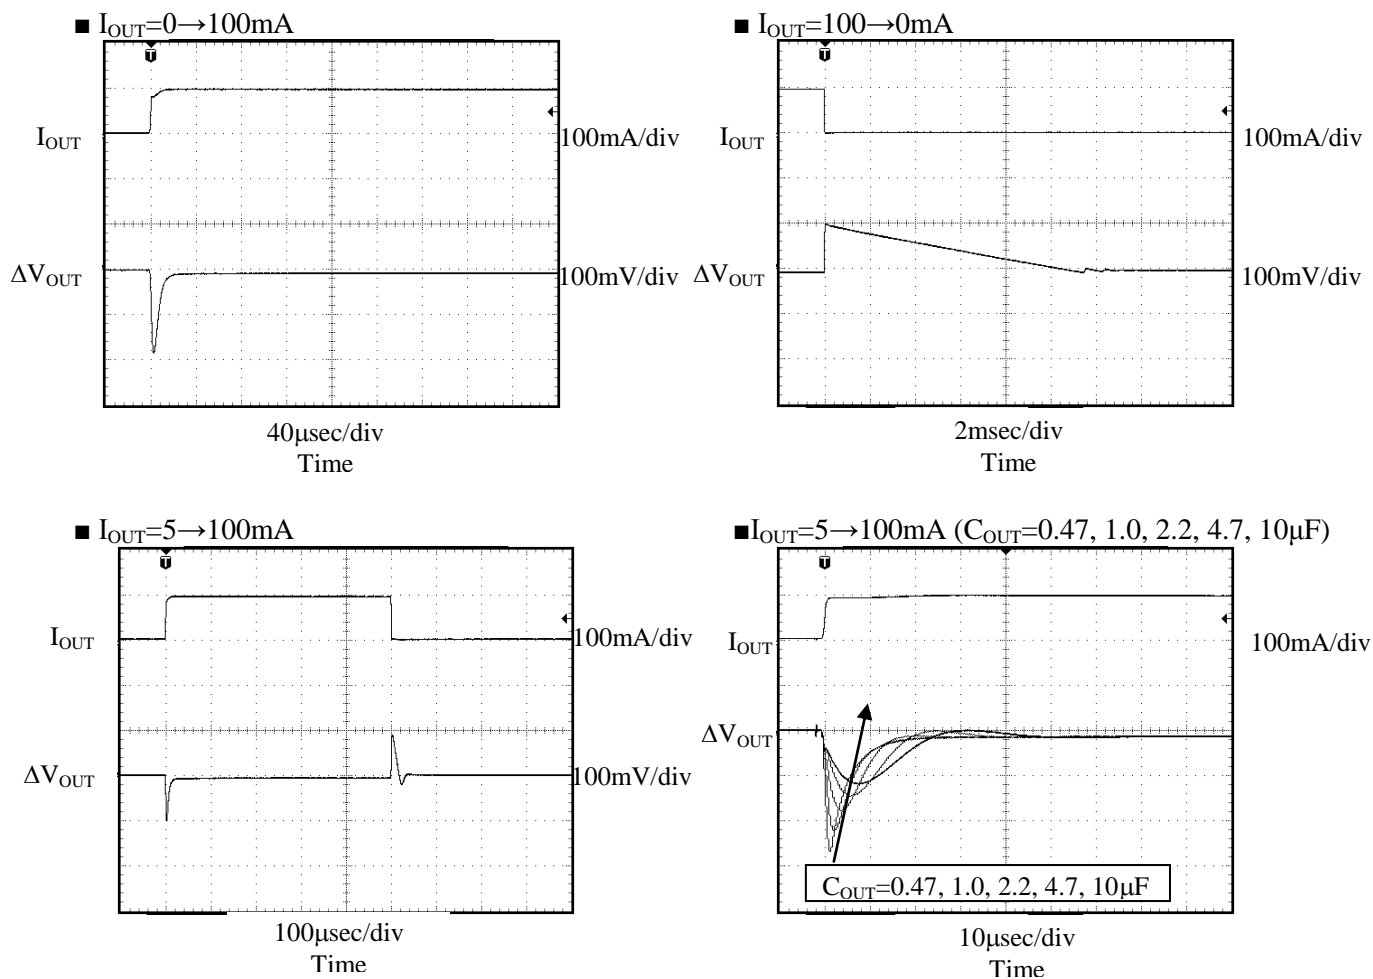 ■ IOUT=0→100mA
T
IOUT
100mA/div
ΔVOUT
100mV/div
40μsec/div
Time
■ IOUT=100→0mA
T
IOUT
100mA/div
ΔVOUT
100mV/div
2msec/div
Time
■ IOUT=5→100mA
T
IOUT
100mA/div
ΔVOUT
100mV/div
100μsec/div
Time
■IOUT=5→100mA (COUT=0.47, 1.0, 2.2, 4.7, 10μF)
T
IOUT
100mA/div
ΔVOUT
COUT=0.47, 1.0, 2.2, 4.7, 10μF
10μsec/div
Time